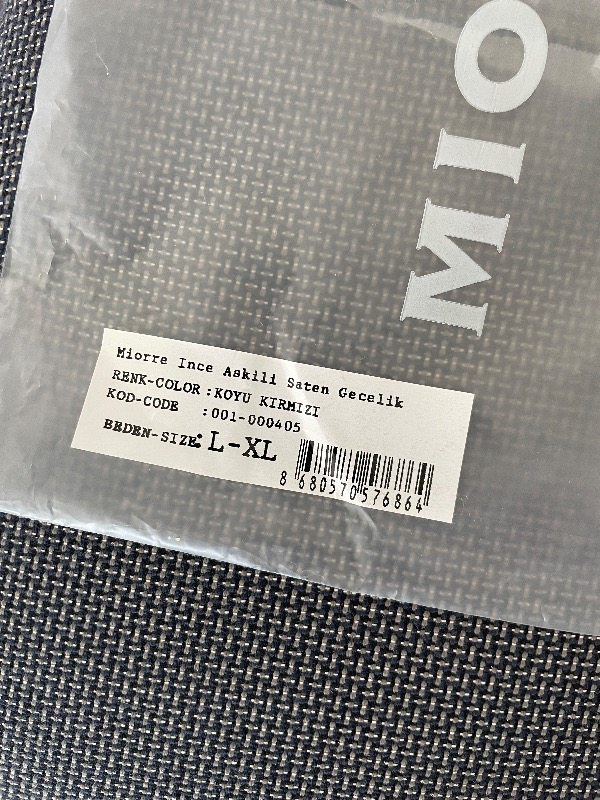 MIO
Miorre Ince Askili Saten Gecelik
RENK-COLOR :KOYU KIRMIZI
KOD-CODE :001-000405
BEDEN-SIZE: L-XL
8 680570 576864